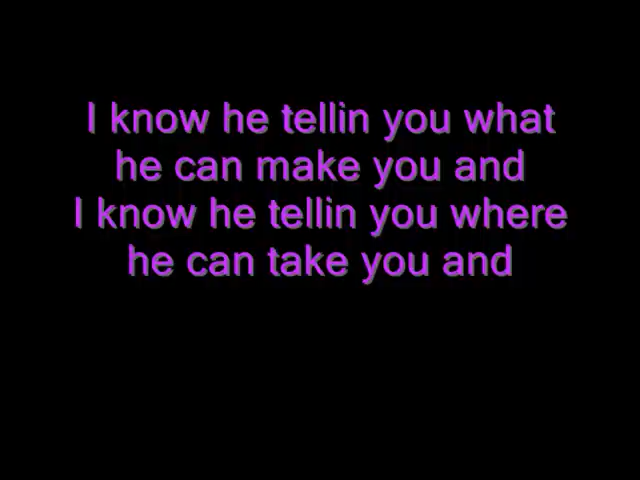 I know he tellin you what
he can make you and
I know he tellin you where
he can take you and